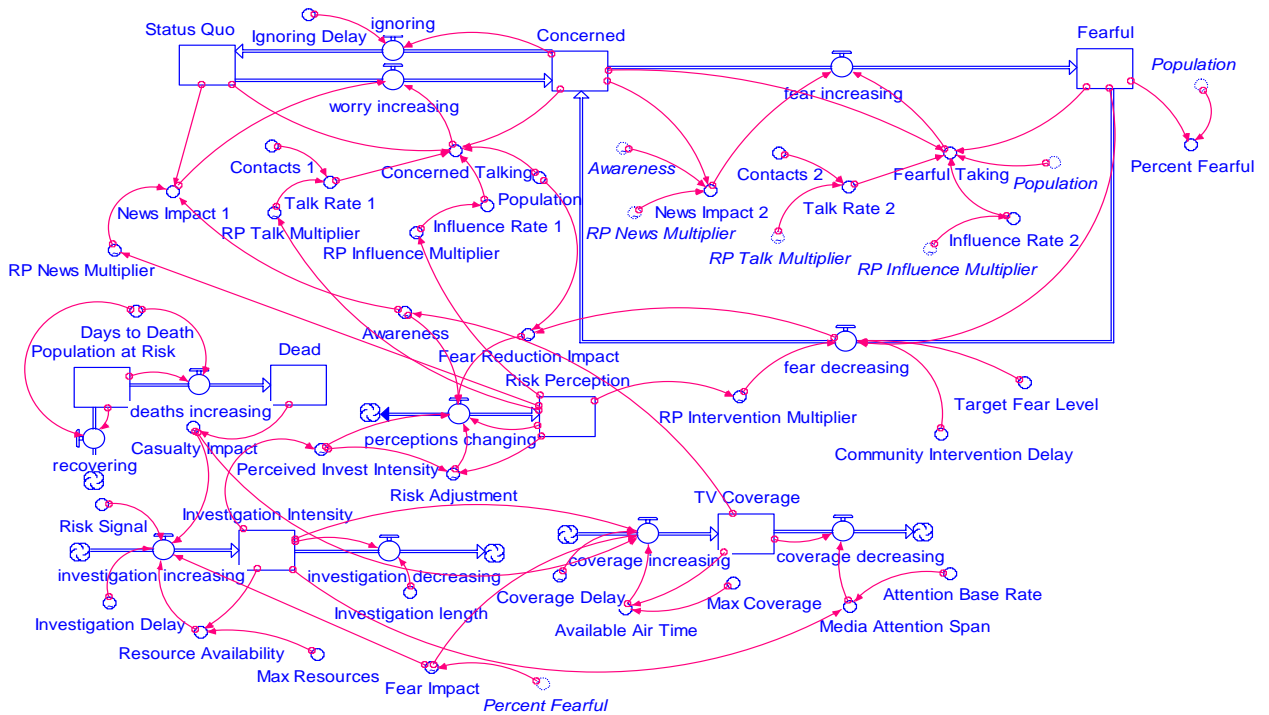 ignoring
Status Quo
Ignoring Delay
Concerned
Fearful
Population
worry increasing
fear increasing
Percent Fearful
Contacts 1
Concerned Talking
Awareness
Contacts 2
Fearful Taking
Population
News Impact 1
Talk Rate 1
Population
News Impact 2
Talk Rate 2
RP Talk Multiplier
Influence Rate 1
RP News Multiplier
Influence Rate 2
RP Influence Multiplier
RP Talk Multiplier
RP News Multiplier
RP Influence Multiplier
Days to Death
Awareness
Population at Risk
Dead
Fear Reduction Impact
fear decreasing
Risk Perception
deaths increasing
RP Intervention Multiplier
Target Fear Level
Casualty Impact
perceptions changing
Community Intervention Delay
recovering
Perceived Invest Intensity
Risk Adjustment
TV Coverage
Risk Signal
Investigation Intensity
investigation increasing
investigation decreasing
coverage increasing
coverage decreasing
Investigation length
Coverage Delay
Max Coverage
Attention Base Rate
Investigation Delay
Available Air Time
Media Attention Span
Resource Availability
Max Resources
Fear Impact
Percent Fearful